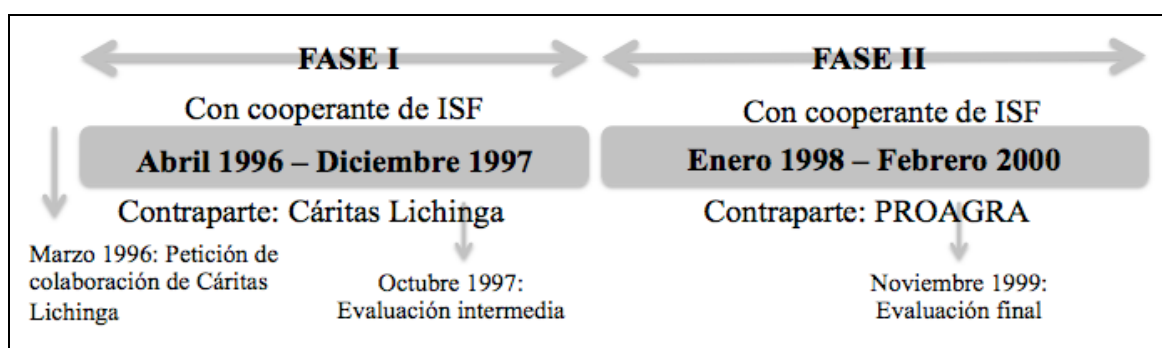 FASE I
FASE II
Con cooperante de ISF
Con cooperante de ISF
Abril 1996 – Diciembre 1997
Enero 1998 – Febrero 2000
Contraparte: Cáritas Lichinga
Contraparte: PROAGRA
Marzo 1996: Petición de
colaboración de Cáritas
Lichinga
Octubre 1997:
Evaluación intermedia
Noviembre 1999:
Evaluación final